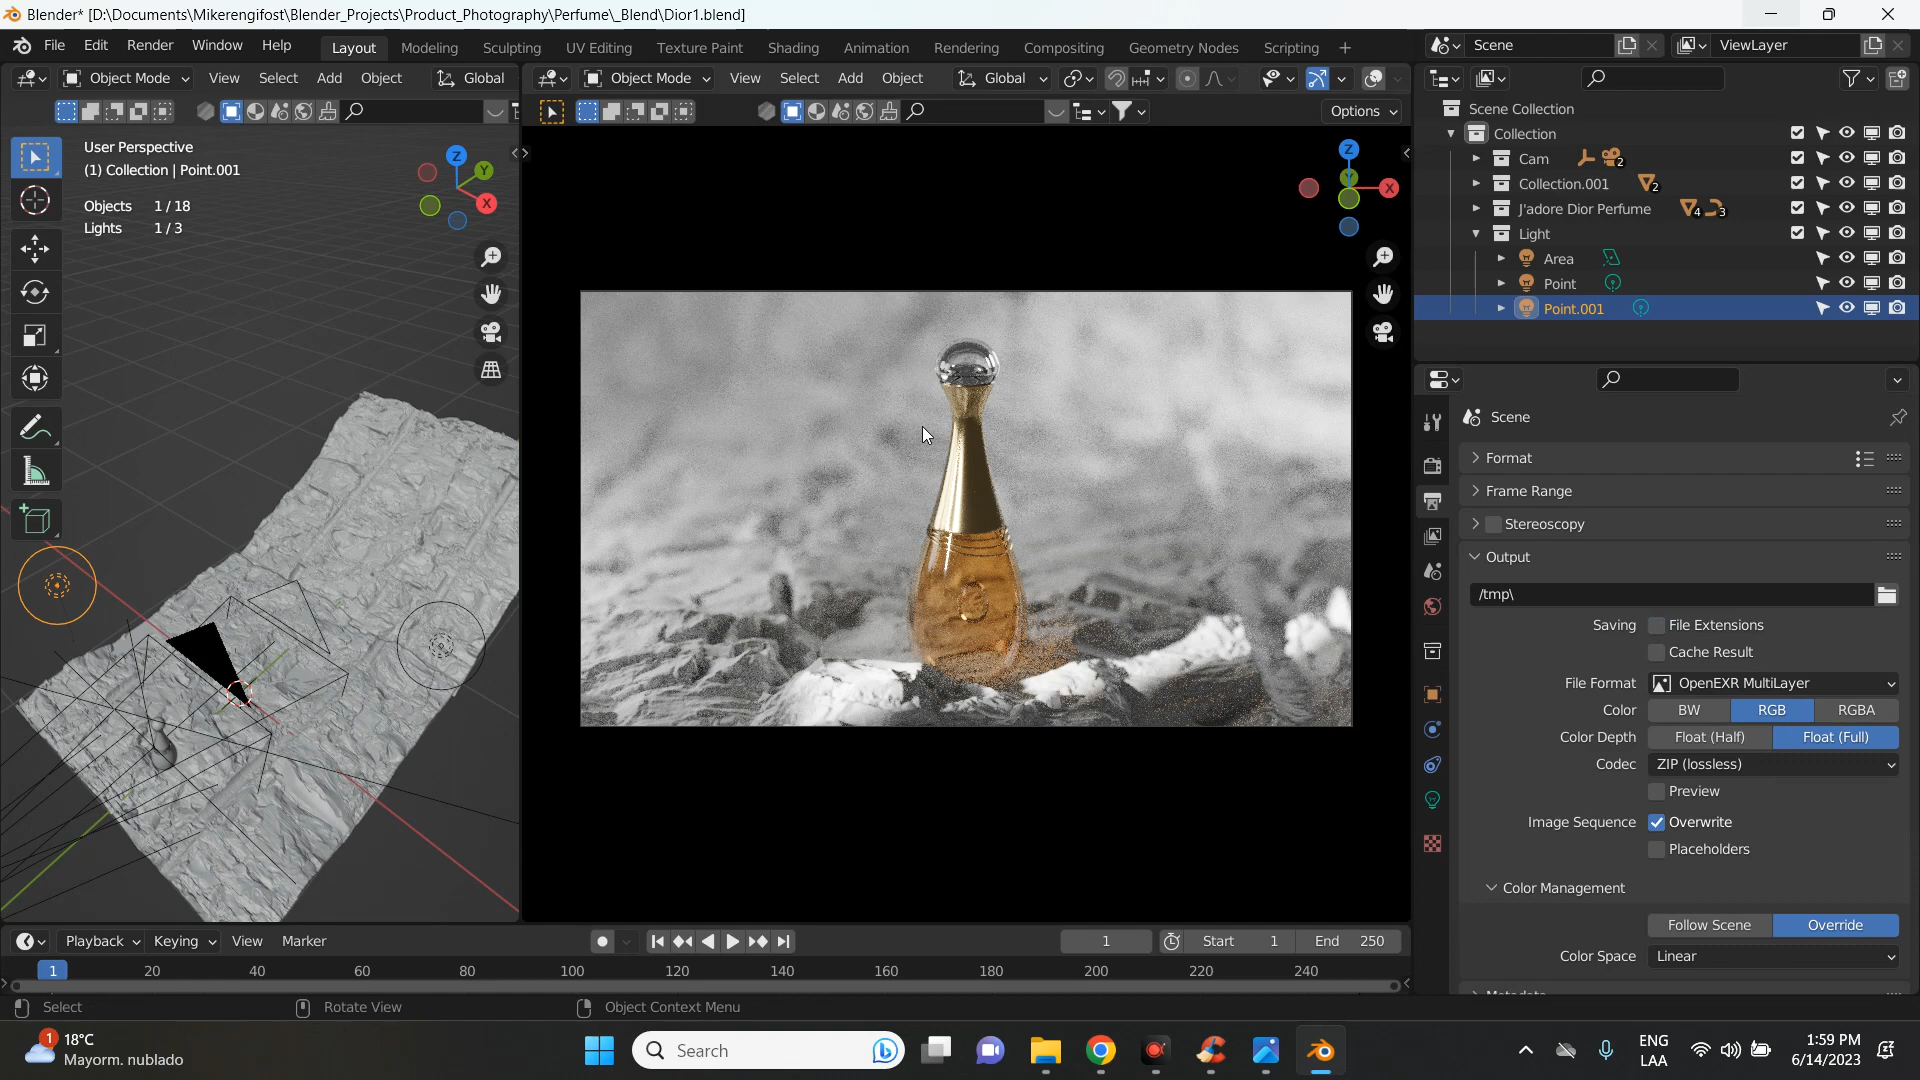 Blender* [D:\Documents\Mikerengifost\Blender_Projects\Product_Photography\Perfume\_Blend\Dior1.blend]
File Edit Render Window Help Layout Modeling Sculpting UV Editing Texture Paint Shading Animation Rendering Compositing Geometry Nodes Scripting + Scene ViewLayer
Object Mode View Select Add Object Global Object Mode View Select Add Object Global
Options
User Perspective
(1) Collection | Point.001
Objects 1 / 18
Lights 1 / 3
Z
Y
X
Z
Y
X
Scene Collection
Collection
Cam 2
Collection.001 2
J'adore Dior Perfume 4 3
Light
Area
Point
Point.001
Scene
Format
Frame Range
Stereoscopy
Output
/tmp\
Saving File Extensions
Cache Result
File Format OpenEXR MultiLayer
Color BW RGB RGBA
Color Depth Float (Half) Float (Full)
Codec ZIP (lossless)
Preview
Image Sequence Overwrite
Placeholders
Color Management
Follow Scene Override
Color Space Linear
Playback Keying View Marker 1 Start 1 End 250
1 20 40 60 80 100 120 140 160 180 200 220 240
Select Rotate View Object Context Menu
1 18°C
Mayorm. nublado
Search
ENG
LAA
1:59 PM
6/14/2023